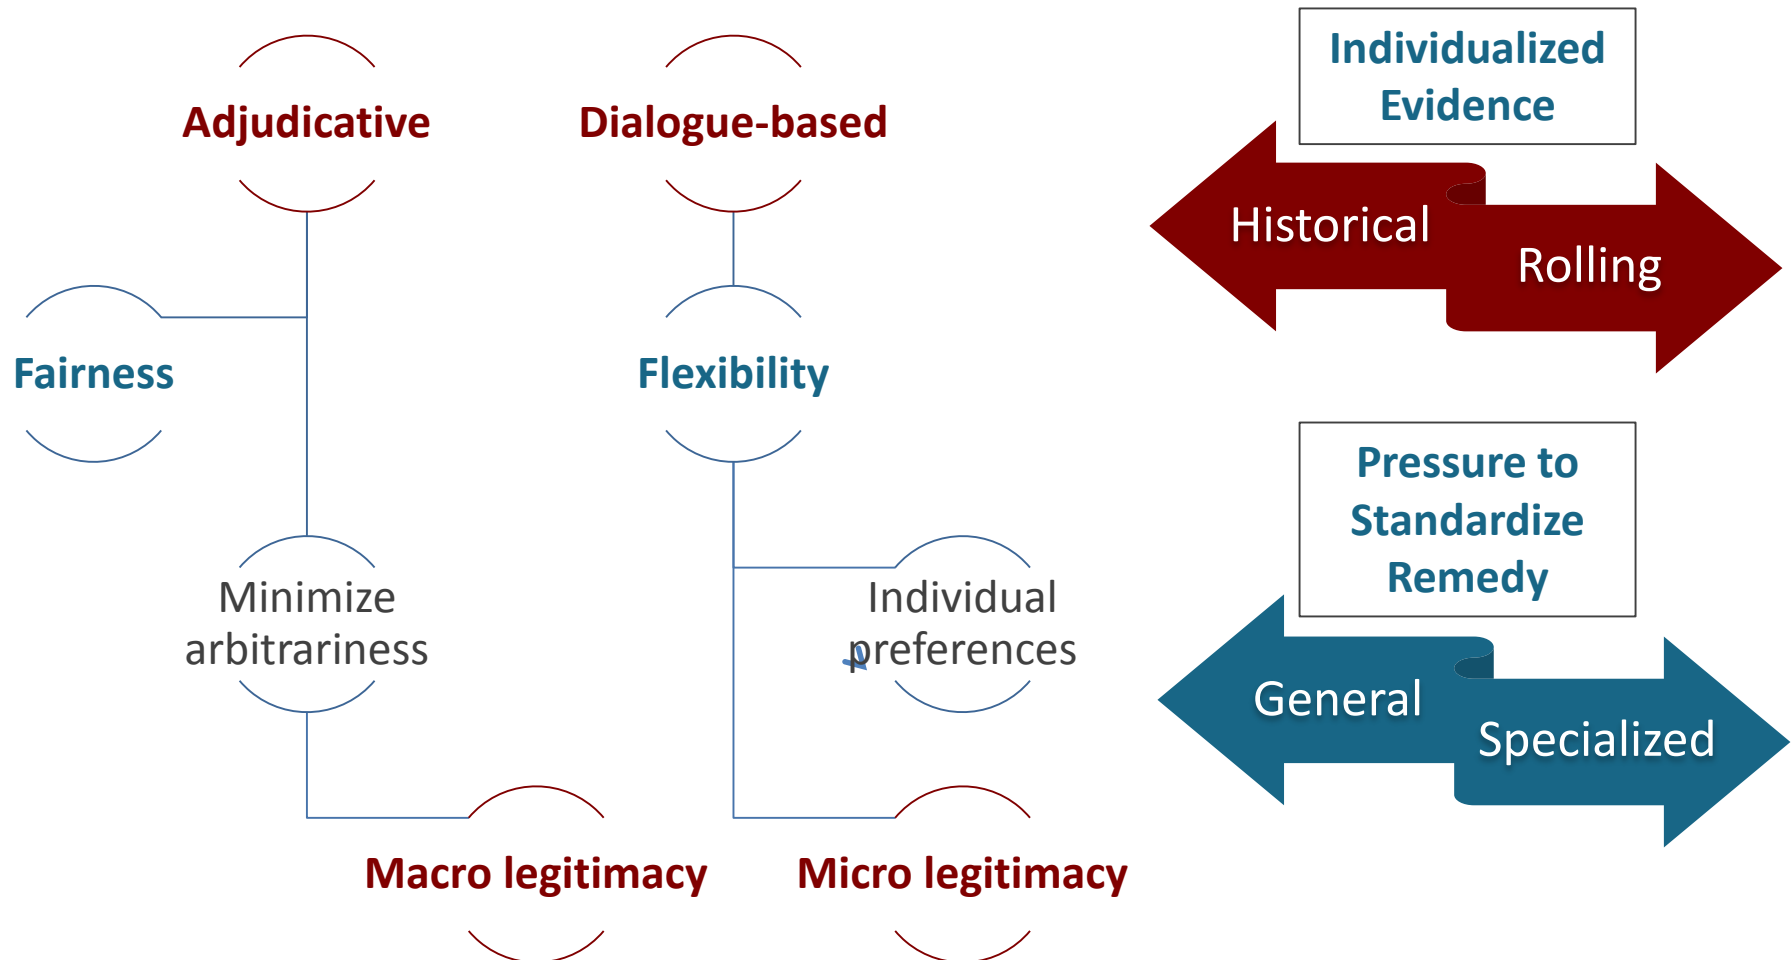 Adjudicative
Dialogue-based
Fairness
Flexibility
Minimize
arbitrariness
Individual
preferences
Macro legitimacy
Micro legitimacy
Individualized
Evidence
Historical
Rolling
Pressure to
Standardize
Remedy
General
Specialized